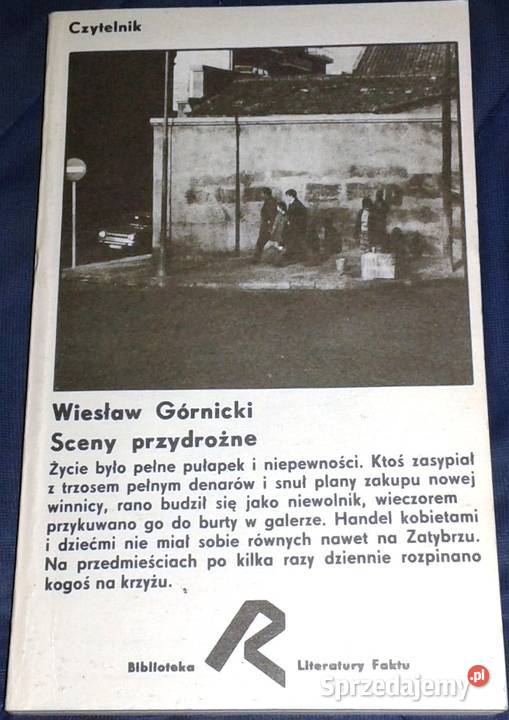 Czytelnik
Wiesław Górnicki
Sceny przydrożne
Życie było pełne pułapek i niepewności. Ktoś zasypiał
z trzosem pełnym denarów i snuł plany zakupu nowej
winnicy, rano budził się jako niewolnik, wieczorem
przykuwano go do burty w galerze. Handel kobietami
i dziećmi nie miał sobie równych nawet na Zatybrzu.
Na przedmieściach po kilka razy dziennie rozpinano
kogoś na krzyżu.
R
Biblioteka Literatury Faktu
Sprzedajemy.pl